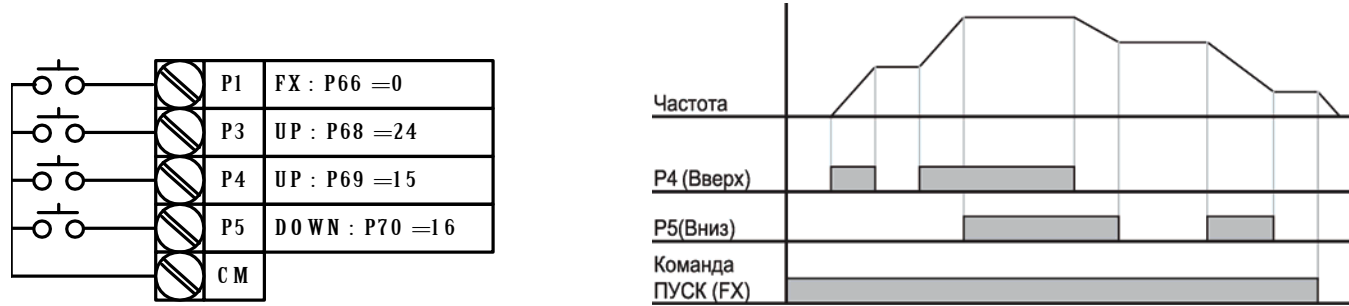 P1 FX : P66 =0
P3 UP : P68 =24
P4 UP : P69 =15
P5 DOWN : P70 =16
CM
Частота
P4 (Вверх)
P5(Вниз)
Команда
ПУСК (FX)